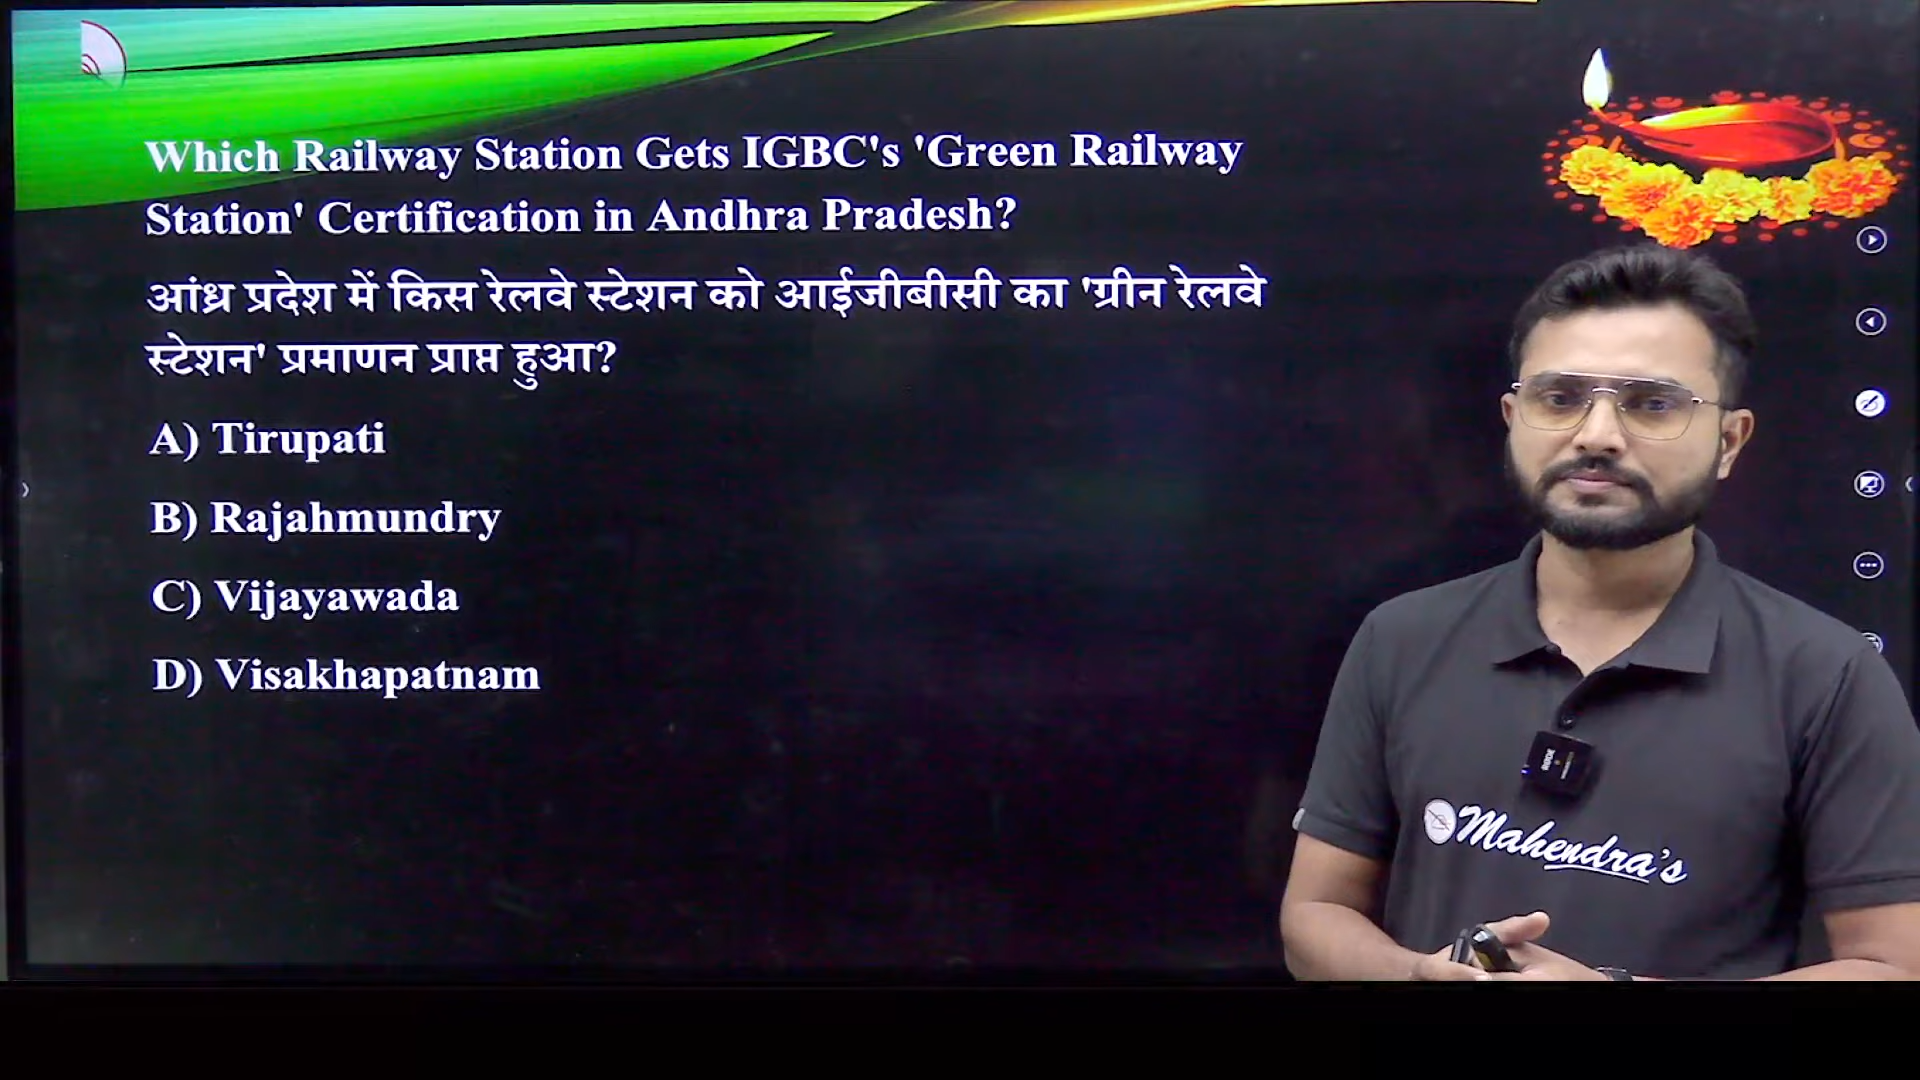 Which Railway Station Gets IGBC's 'Green Railway
Station' Certification in Andhra Pradesh?
आंध्र प्रदेश में किस रेलवे स्टेशन को आईजीबीसी का 'ग्रीन रेलवे
स्टेशन' प्रमाणन प्राप्त हुआ?
A) Tirupati
B) Rajahmundry
C) Vijayawada
D) Visakhapatnam
RODE
Mahendra's